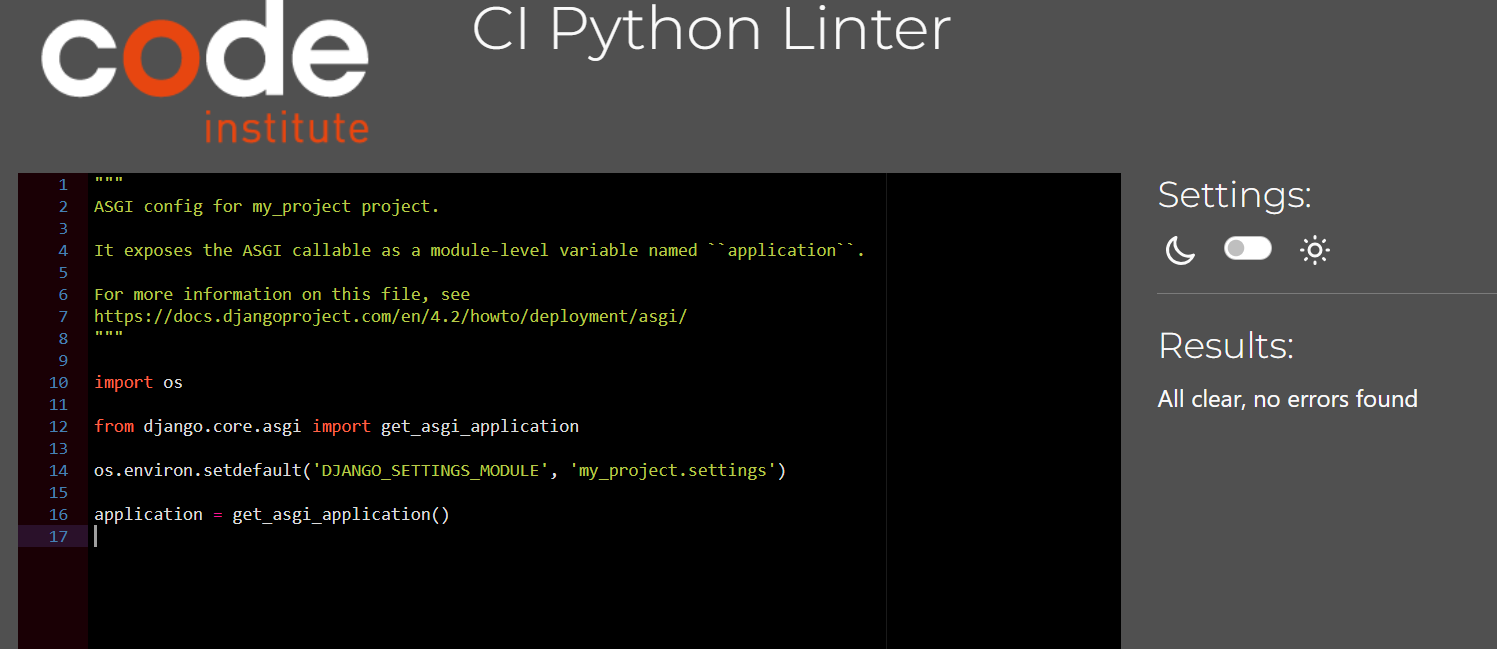 code
institute
CI Python Linter
1 """
2 ASGI config for my_project project.
3
4 It exposes the ASGI callable as a module-level variable named ``application``.
5
6 For more information on this file, see
7 https://docs.djangoproject.com/en/4.2/howto/deployment/asgi/
8 """
9
10 import os
11
12 from django.core.asgi import get_asgi_application
13
14 os.environ.setdefault('DJANGO_SETTINGS_MODULE', 'my_project.settings')
15
16 application = get_asgi_application()
17
Settings:
Results:
All clear, no errors found